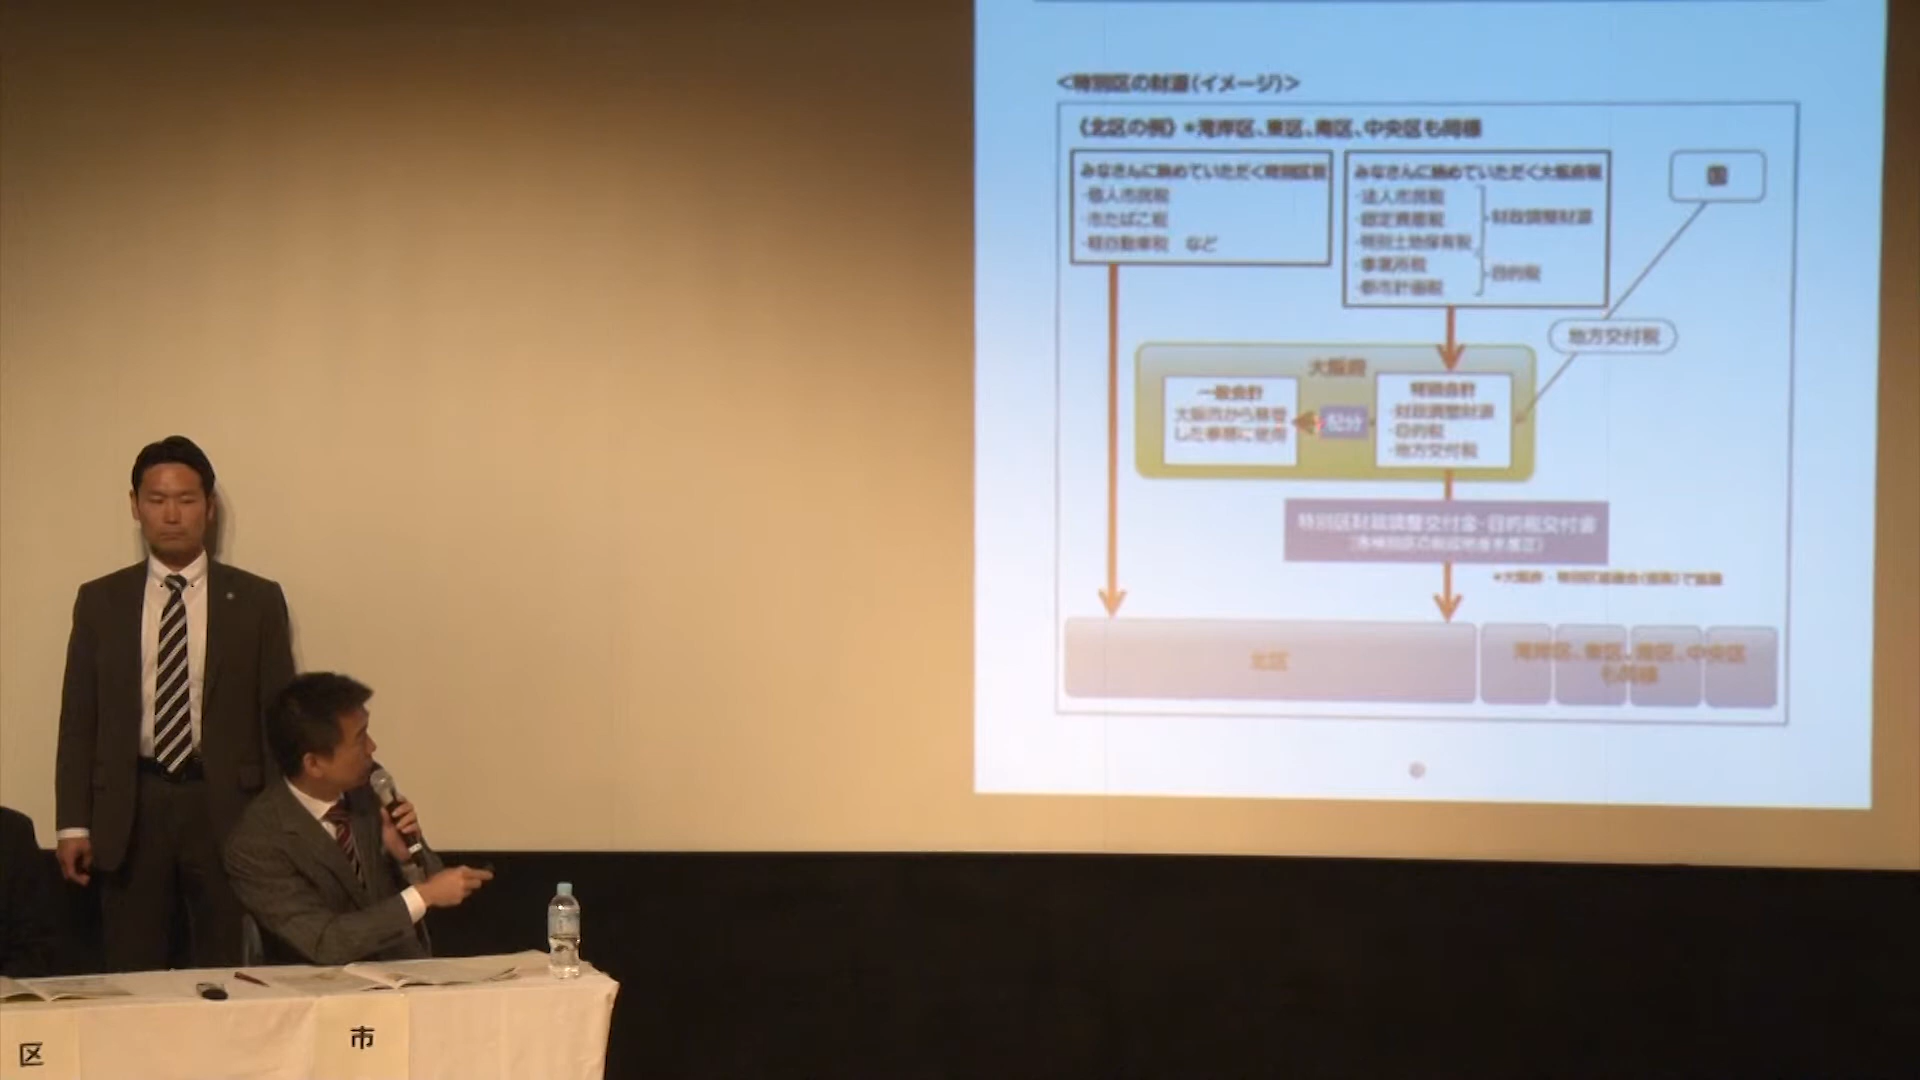 <特別区の財源(イメージ)>
《北区の例》*湾岸区、東区、南区、中央区も同様
みなさんに納めていただく特別区税
・個人市民税
・市たばこ税
・軽自動車税 など
みなさんに納めていただく大阪府税
・法人市民税
・固定資産税
・特別土地保有税
財政調整財源
・事業所税
・都市計画税
目的税
国
地方交付税
大阪府
一般会計
大阪市から移管
した事務に使用
配分
特別会計
・財政調整財源
・目的税
・地方交付税
特別区財政調整交付金・目的税交付金
北区
湾岸区、東区、南区、中央区
も同様
区
市